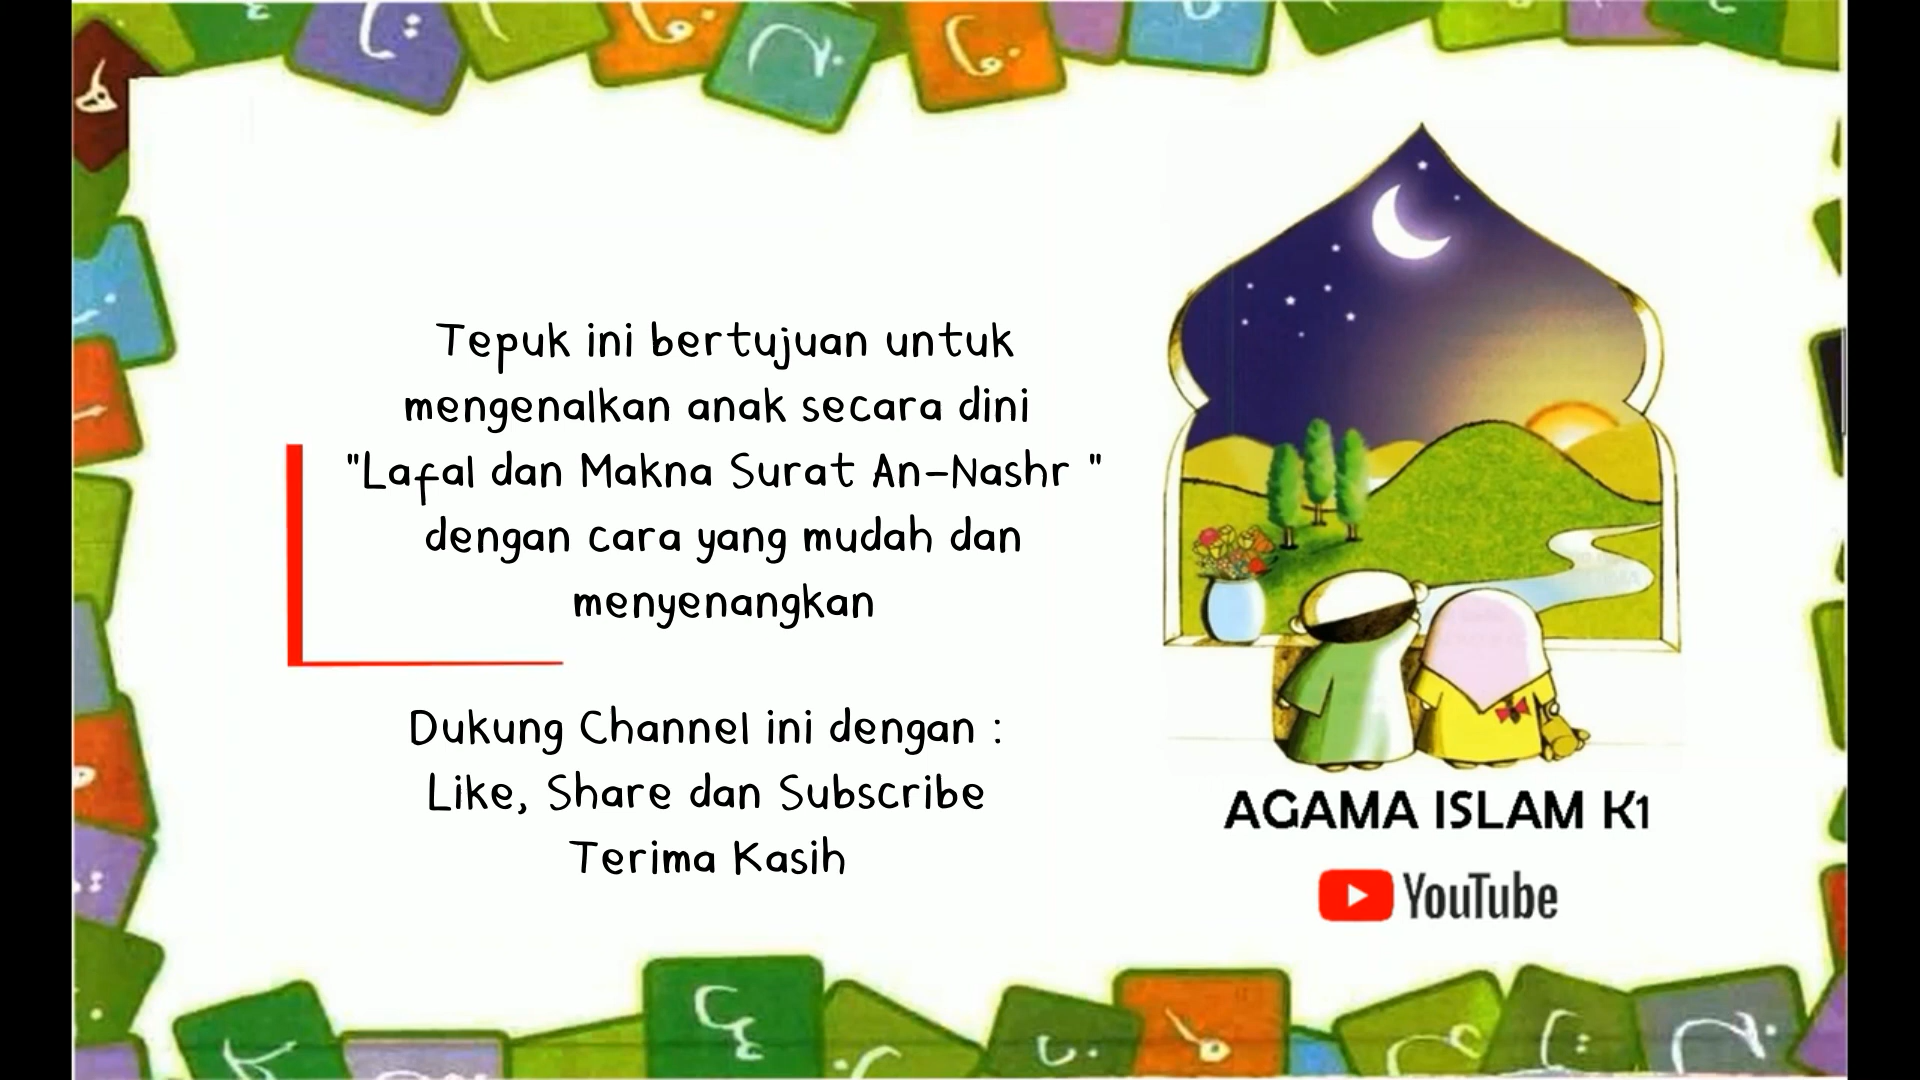 Tepuk ini bertujuan untuk
mengenalkan anak secara dini
"Lafal dan Makna Surat An-Nashr "
dengan cara yang mudah dan
menyenangkan
Dukung Channel ini dengan :
Like, Share dan Subscribe
Terima Kasih
AGAMA ISLAM K1
YouTube